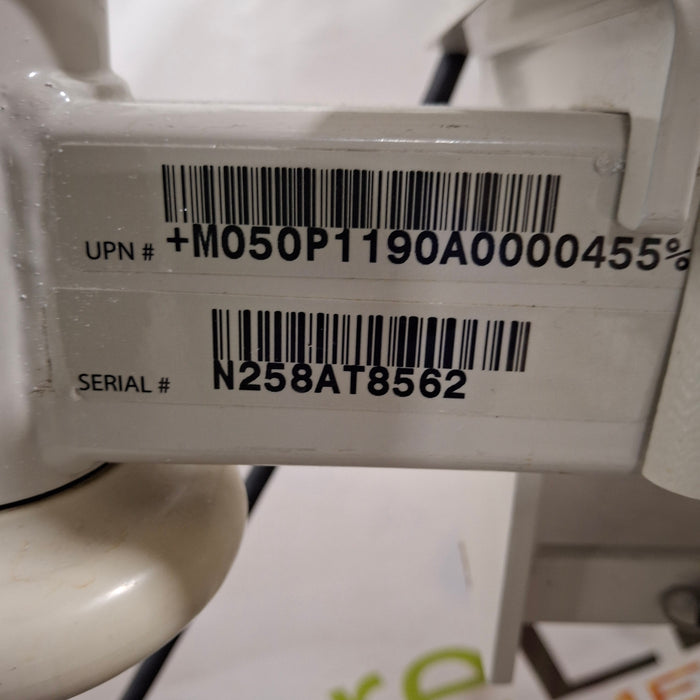 UPN # +M050P1190A0000455%
SERIAL # N258AT8562